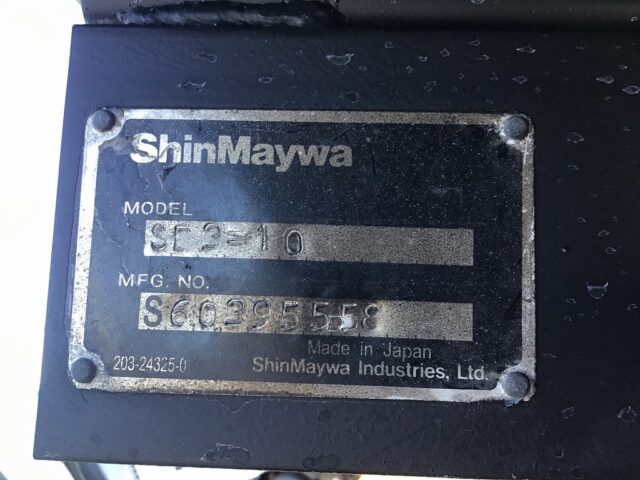 ShinMaywa
MODEL
MFG. NO.
S60395558
Made in Japan
203-24325-0
ShinMaywa Industries, Ltd.